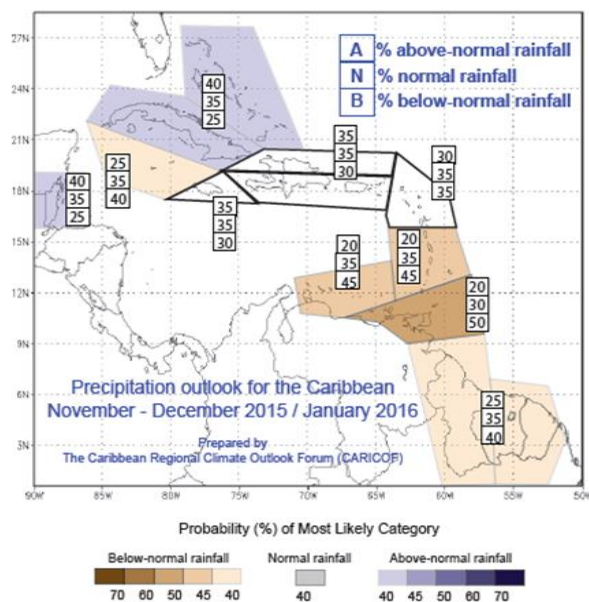 27N
24N
21N
18N
15N
12N
9N
6N
3N
A % above-normal rainfall
N % normal rainfall
B % below-normal rainfall
40
35
25
35
35
30
30
35
35
25
35
40
40
35
25
35
35
30
20
35
45
20
35
45
20
30
50
25
35
40
Precipitation outlook for the Caribbean
November - December 2015 / January 2016
Prepared by
The Caribbean Regional Climate Outlook Forum (CARICOF)
90W 85W 80W 75W 70W 65W 60W 55W 50W
Probability (%) of Most Likely Category
Below-normal rainfall Normal rainfall Above-normal rainfall
70 60 50 45 40 40 40 45 50 60 70